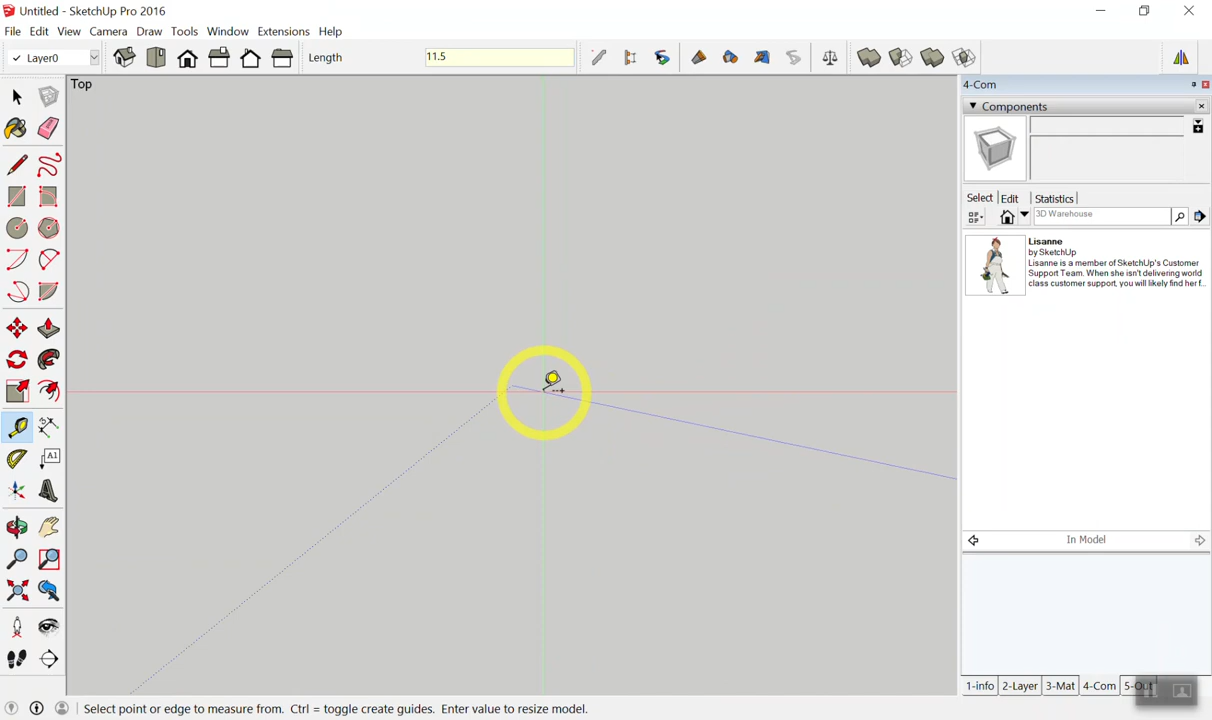 Untitled - SketchUp Pro 2016
File Edit View Camera Draw Tools Window Extensions Help
Layer0 Length 11.5
Top
4-Com
Components
Select Edit Statistics
3D Warehouse
Lisanne
by SketchUp
Lisanne is a member of SketchUp's Customer
Support Team. When she isn't delivering world
class customer support, you will likely find her f...
A1
In Model
1-info 2-Layer 3-Mat 4-Com
Select point or edge to measure from. Ctrl = toggle create guides. Enter value to resize model.